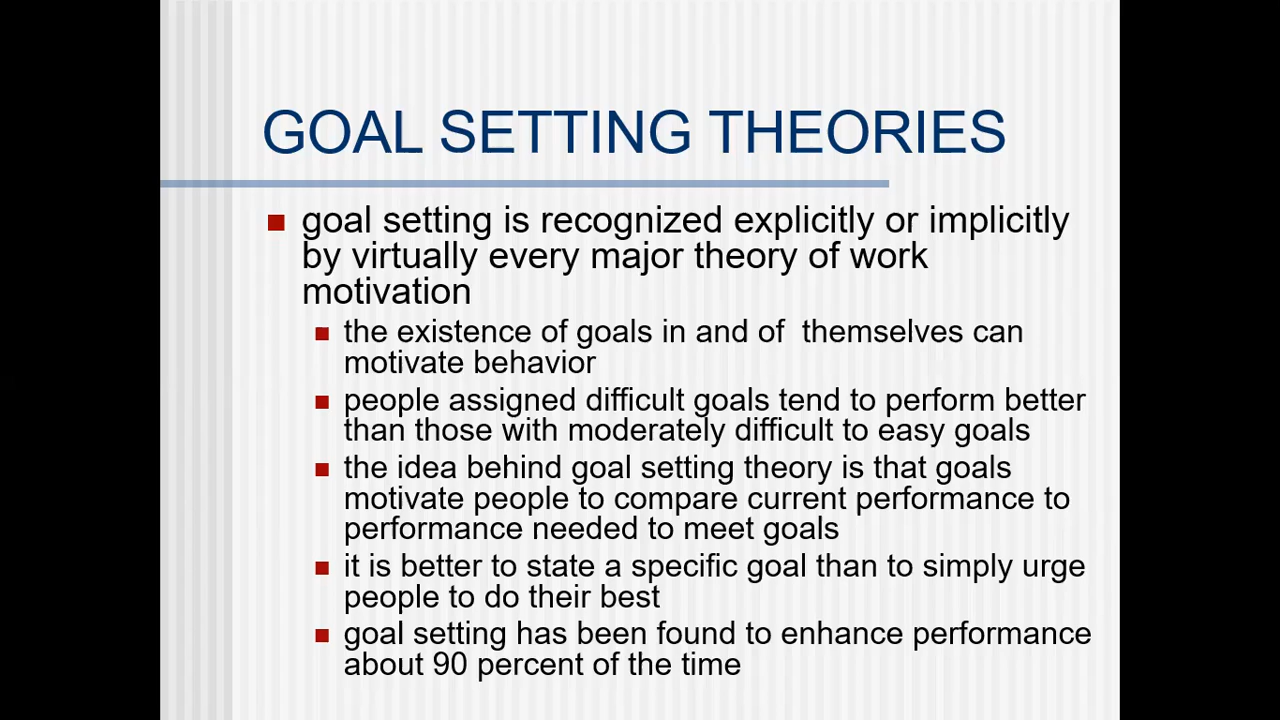 GOAL SETTING THEORIES
goal setting is recognized explicitly or implicitly
by virtually every major theory of work
motivation
the existence of goals in and of  themselves can
motivate behavior
people assigned difficult goals tend to perform better
than those with moderately difficult to easy goals
the idea behind goal setting theory is that goals
motivate people to compare current performance to
performance needed to meet goals
it is better to state a specific goal than to simply urge
people to do their best
goal setting has been found to enhance performance
about 90 percent of the time